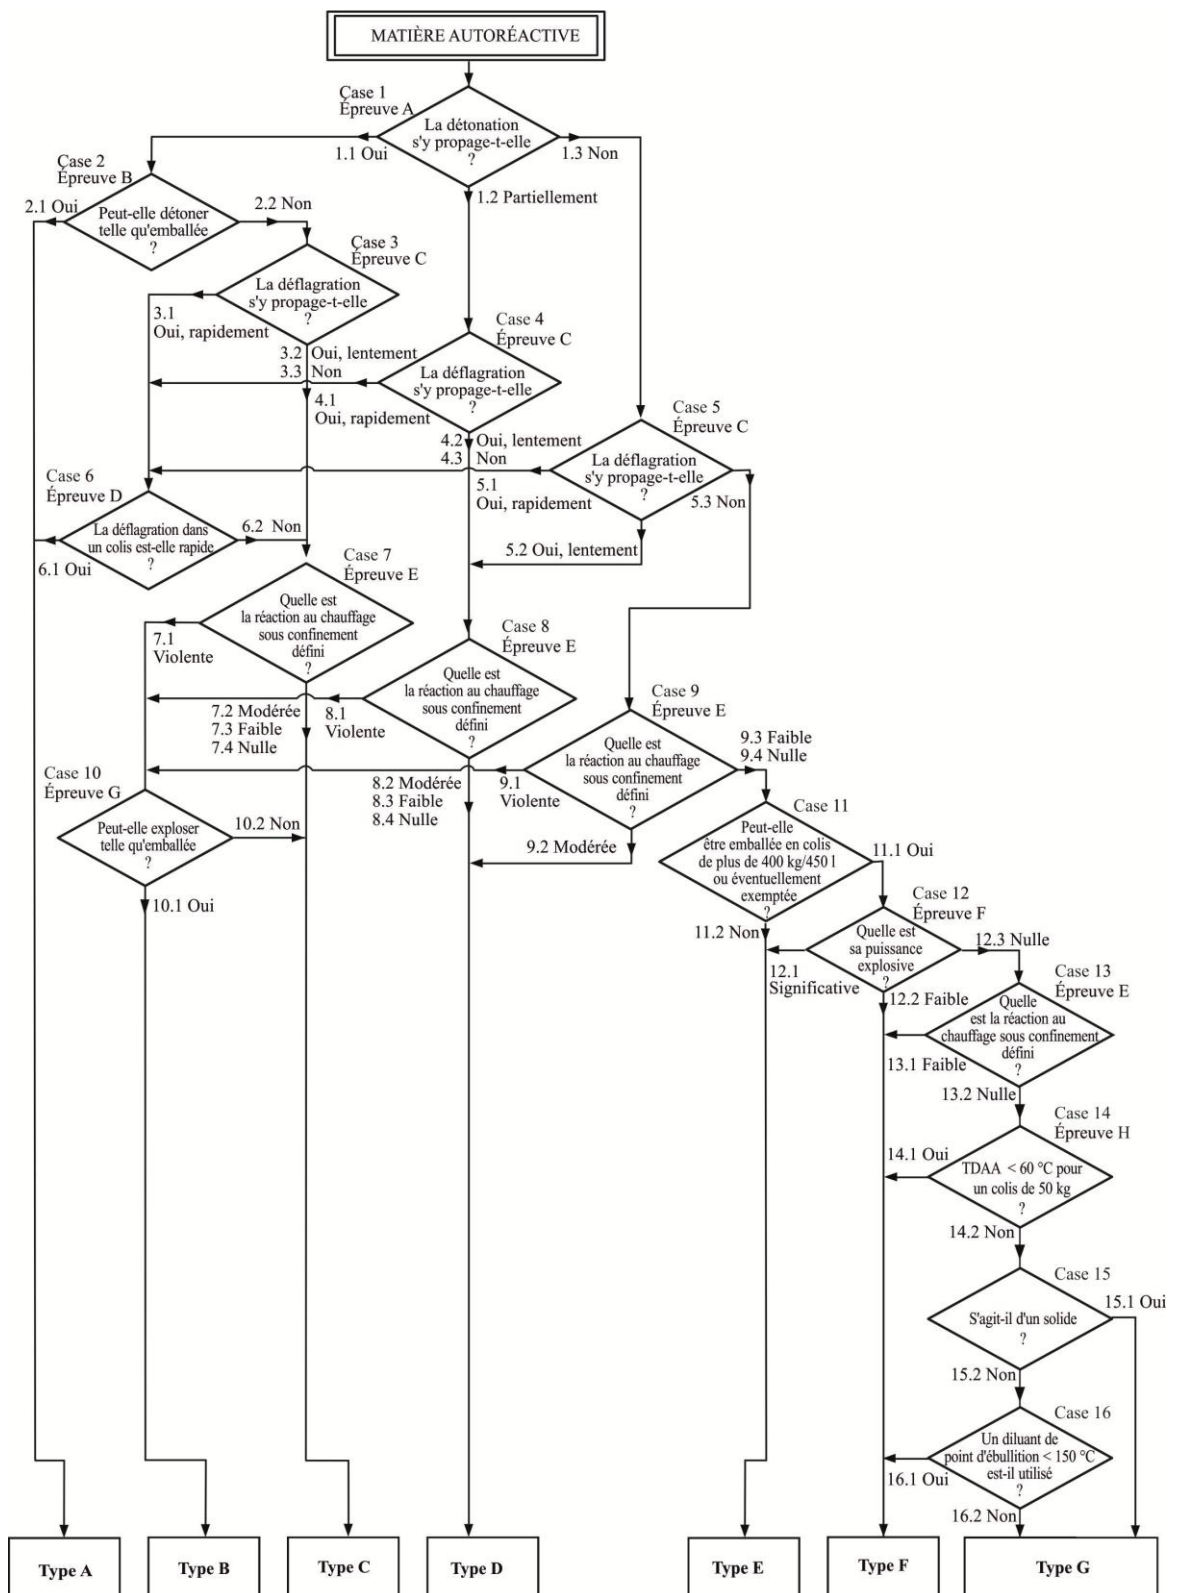 MATIÈRE AUTORÉACTIVE
Case 1
Épreuve A
La détonation
s'y propage-t-elle
?
1.1 Oui
1.3 Non
1.2 Partiellement
Case 2
Épreuve B
Peut-elle détoner
telle qu'emballée
?
2.1 Oui
2.2 Non
Case 3
Épreuve C
La déflagration
s'y propage-t-elle
?
3.1
Oui, rapidement
3.2 Oui, lentement
3.3 Non
Case 4
Épreuve C
La déflagration
s'y propage-t-elle
?
4.1
Oui, rapidement
4.2 Oui, lentement
4.3 Non
Case 5
Épreuve C
La déflagration
s'y propage-t-elle
?
5.1
Oui, rapidement
5.3 Non
5.2 Oui, lentement
Case 6
Épreuve D
La déflagration dans
un colis est-elle rapide
?
6.1 Oui
6.2 Non
Case 7
Épreuve E
Quelle est
la réaction au chauffage
sous confinement
défini
?
7.1
Violente
7.2 Modérée
7.3 Faible
7.4 Nulle
Case 8
Épreuve E
Quelle est
la réaction au chauffage
sous confinement
défini
?
8.1
Violente
8.2 Modérée
8.3 Faible
8.4 Nulle
Case 9
Épreuve E
Quelle est
la réaction au chauffage
sous confinement
défini
?
9.1
Violente
9.3 Faible
9.4 Nulle
9.2 Modérée
Case 10
Épreuve G
Peut-elle exploser
telle qu'emballée
?
10.2 Non
10.1 Oui
Case 11
Peut-elle
être emballée en colis
de plus de 400 kg/450 l
ou éventuellement
exemptée
?
11.1 Oui
11.2 Non
Case 12
Épreuve F
Quelle est
sa puissance
explosive
?
12.1
Significative
12.3 Nulle
12.2 Faible
Case 13
Épreuve E
Quelle
est la réaction au
chauffage sous confinement
défini
?
13.1 Faible
13.2 Nulle
Case 14
Épreuve H
TDAA < 60 °C pour
un colis de 50 kg
?
14.1 Oui
14.2 Non
Case 15
S'agit-il d'un solide
?
15.1 Oui
15.2 Non
Case 16
Un diluant de
point d'ébullition < 150 °C
est-il utilisé
?
16.1 Oui
16.2 Non
Type A
Type B
Type C
Type D
Type E
Type F
Type G